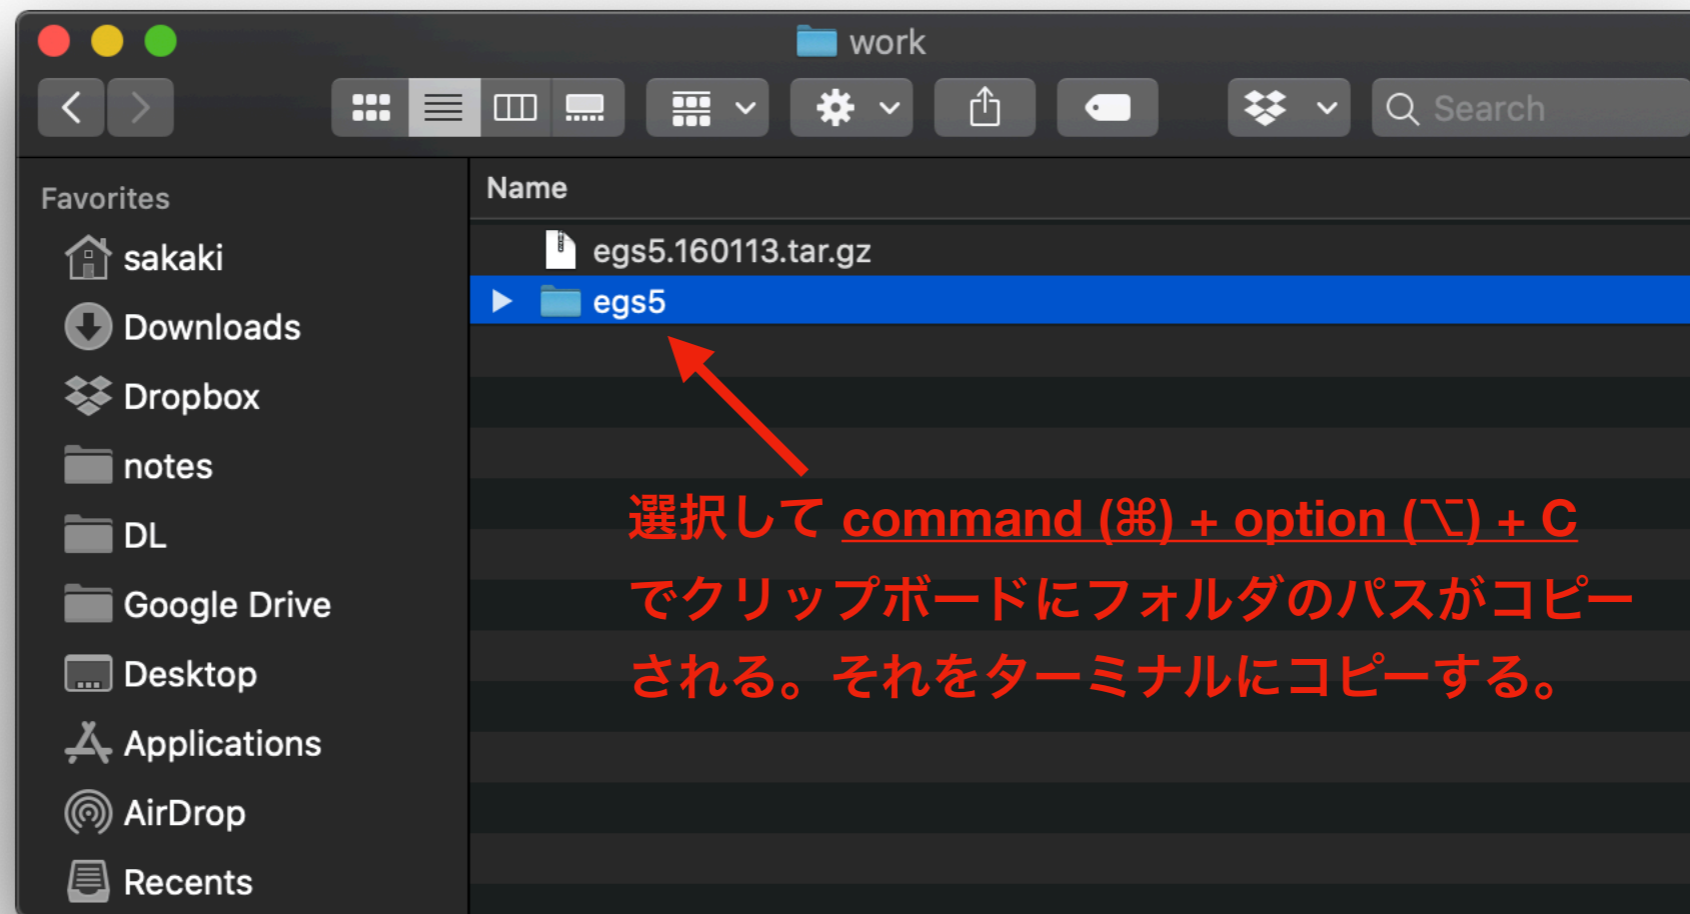 work
Search
Favorites
sakaki
Downloads
Dropbox
notes
DL
Google Drive
Desktop
Applications
AirDrop
Recents
Name
egs5.160113.tar.gz
egs5
選択して command (⌘) + option (⌥) + C
でクリップボードにフォルダのパスがコピー
される。それをターミナルにコピーする。